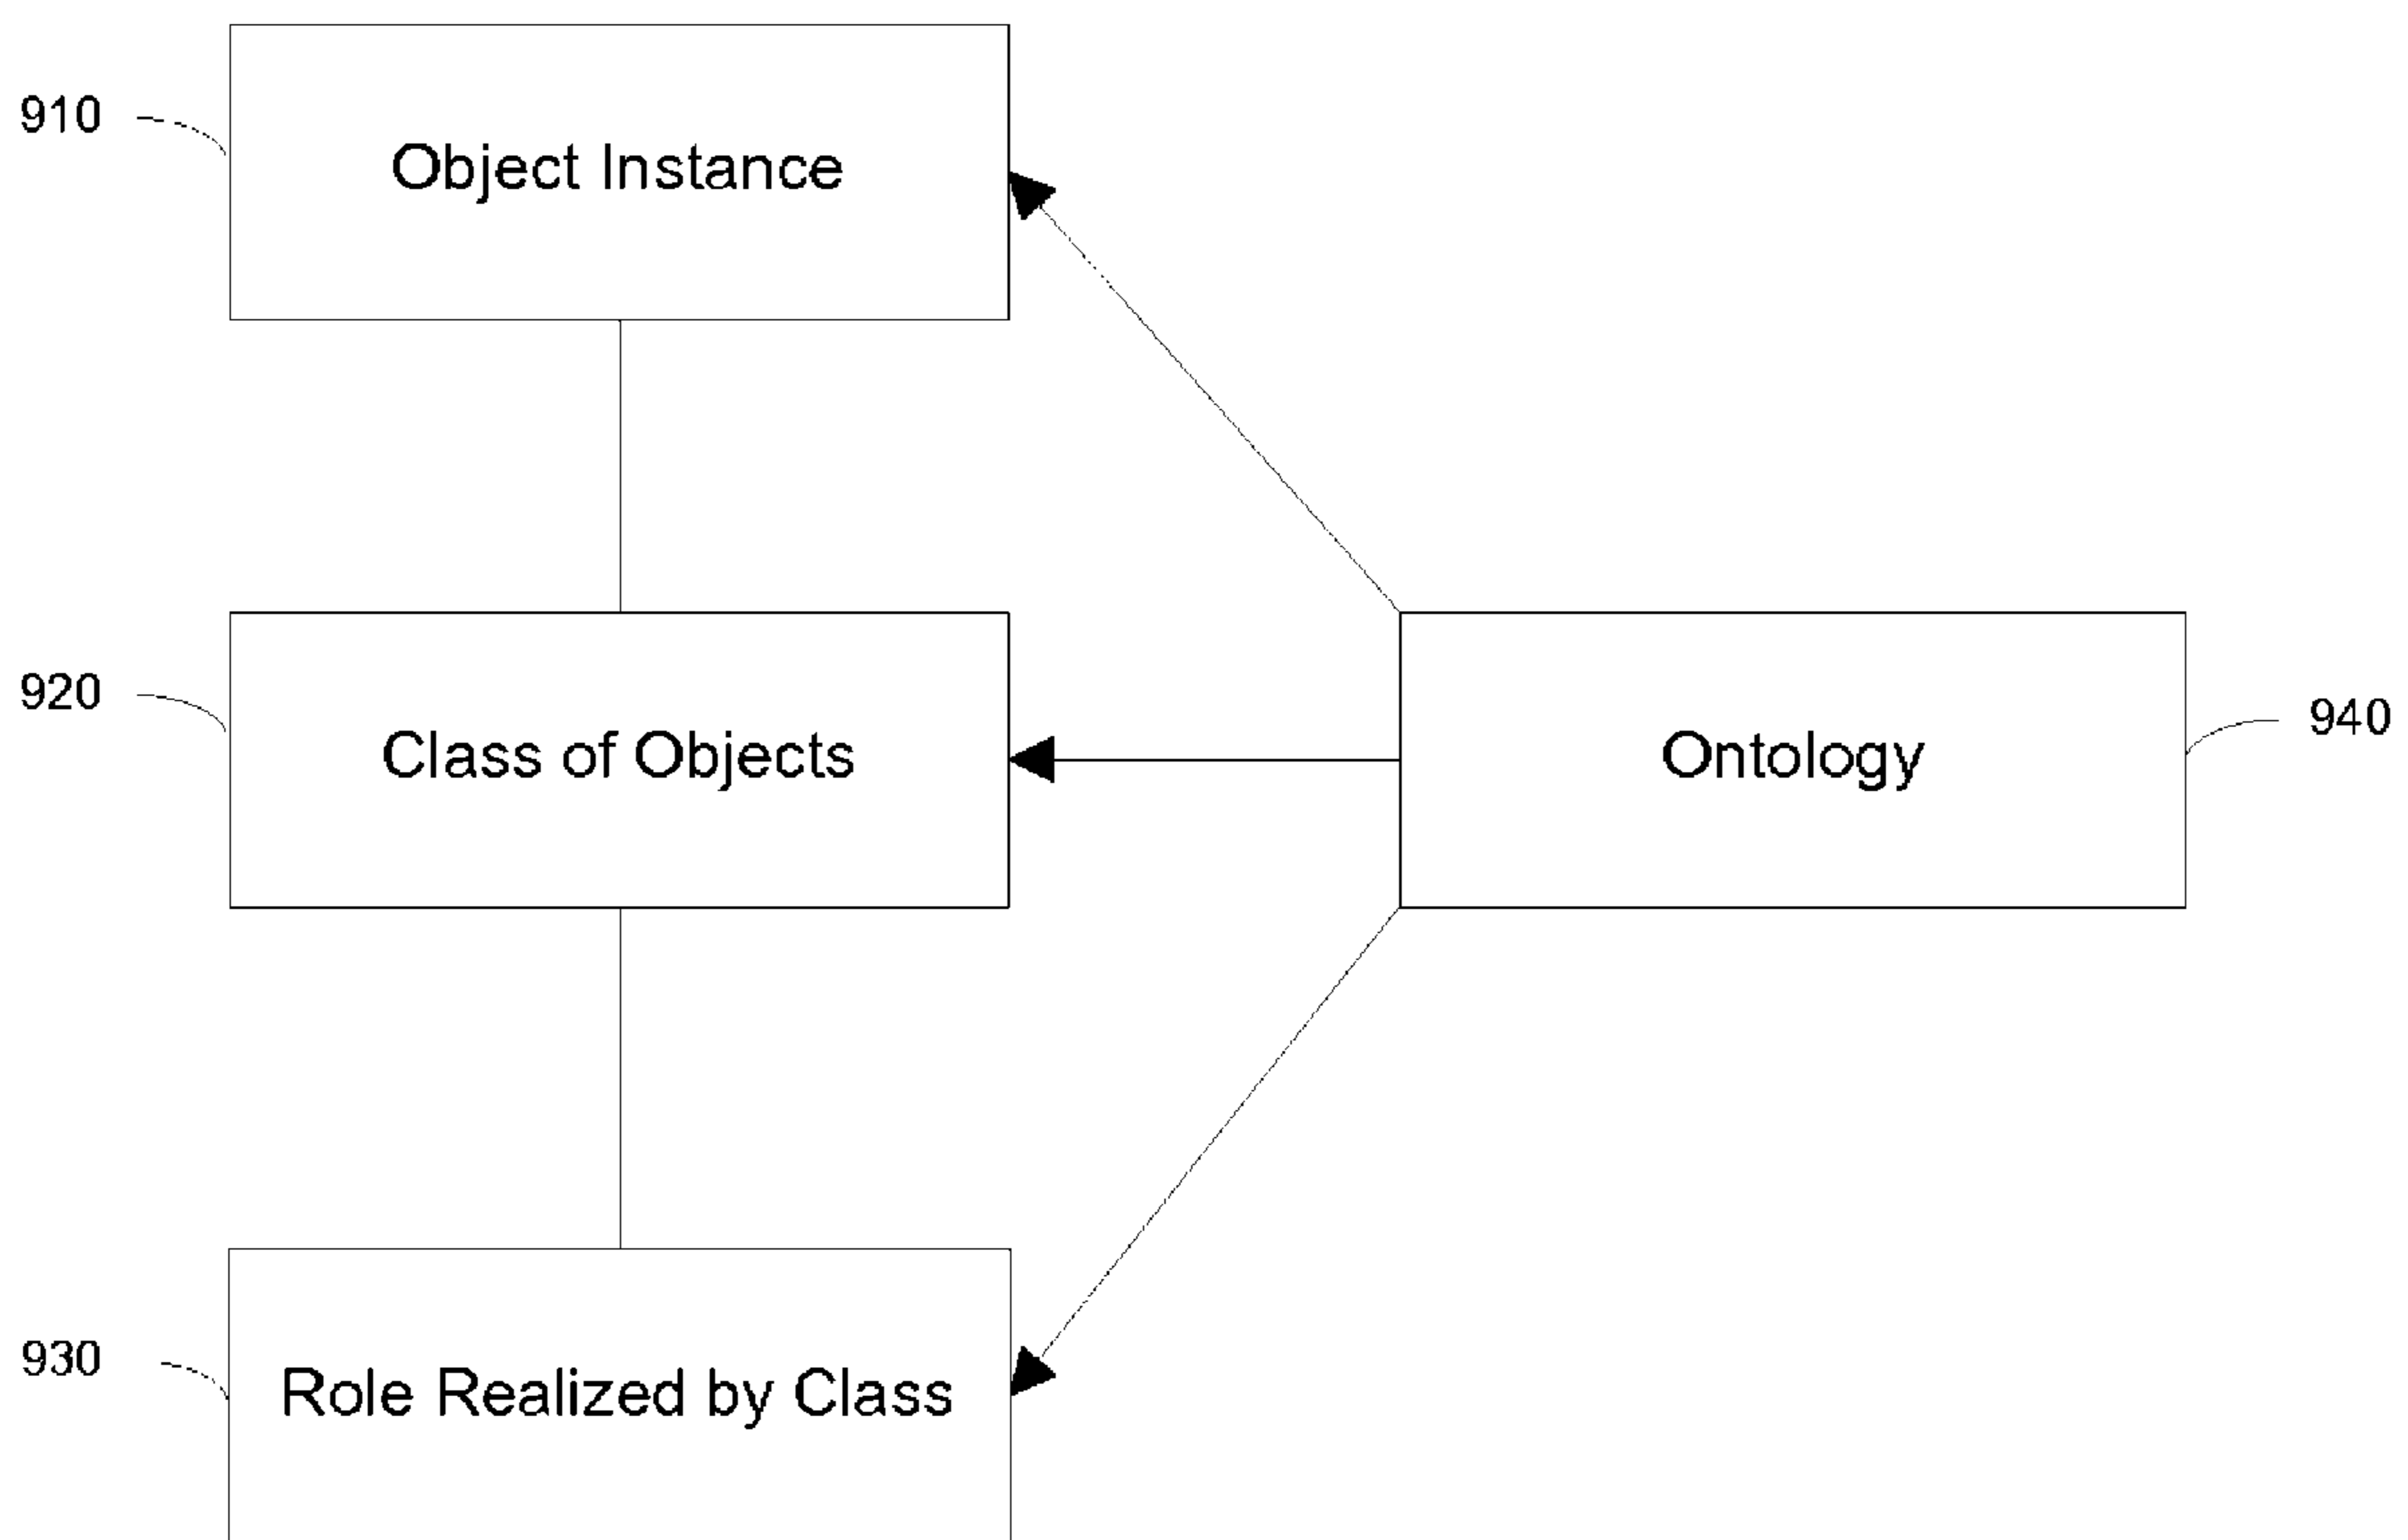 910
Object Instance
920
Class of Objects
Ontology
940
930
Role Realized by Class